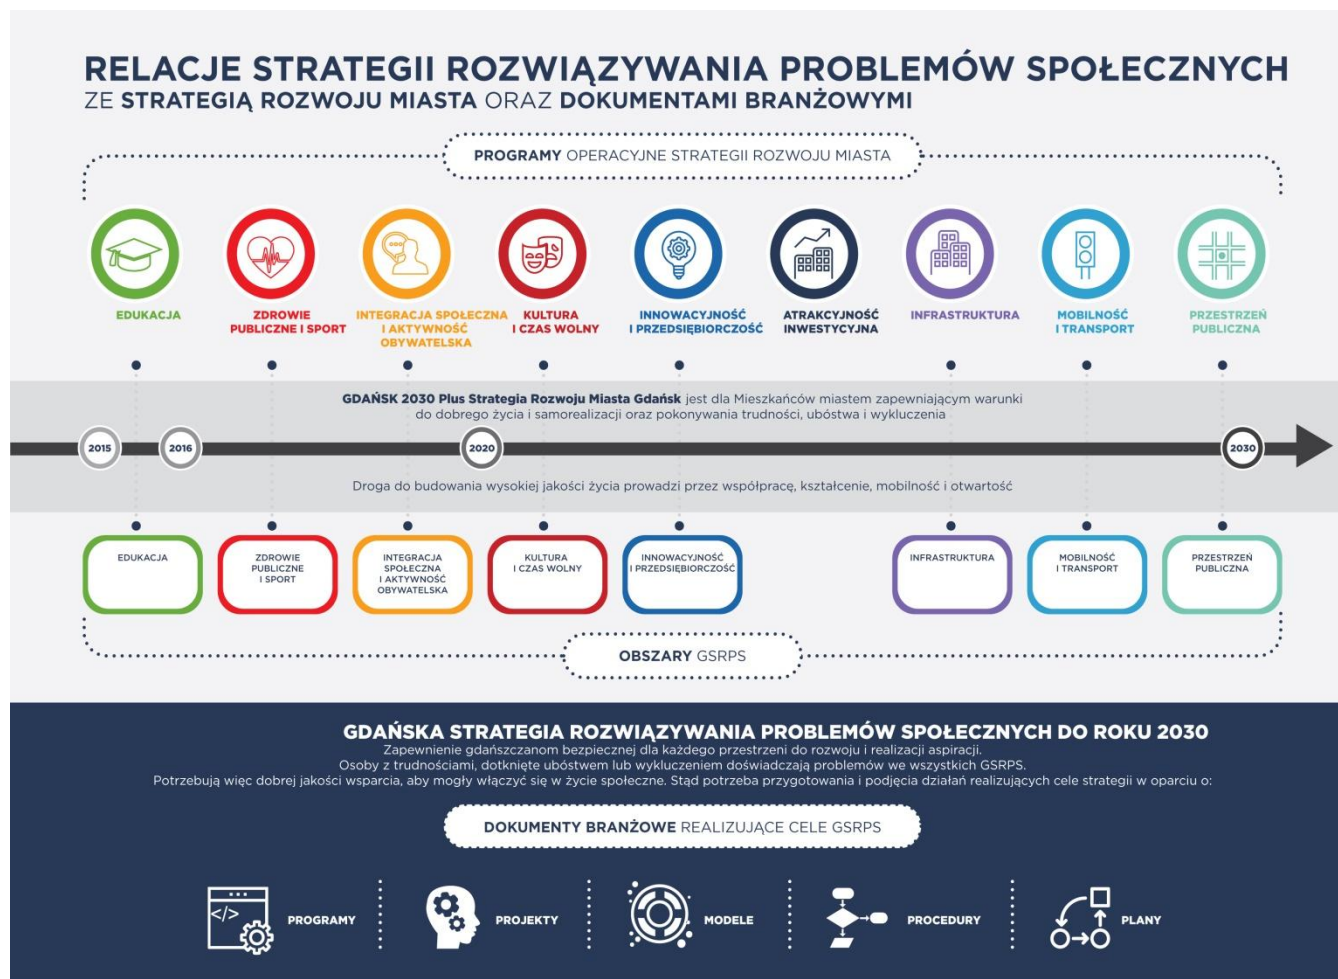 RELACJE STRATEGII ROZWIĄZYWANIA PROBLEMÓW SPOŁECZNYCH
ZE STRATEGIĄ ROZWOJU MIASTA ORAZ DOKUMENTAMI BRANŻOWYMI
PROGRAMY OPERACYJNE STRATEGII ROZWOJU MIASTA
EDUKACJA
ZDROWIE
PUBLICZNE I SPORT
INTEGRACJA SPOŁECZNA
I AKTYWNOŚĆ
OBYWATELSKA
KULTURA
I CZAS WOLNY
INNOWACYJNOŚĆ
I PRZEDSIĘBIORCZOŚĆ
ATRAKCYJNOŚĆ
INWESTYCYJNA
INFRASTRUKTURA
MOBILNOŚĆ
I TRANSPORT
PRZESTRZEŃ
PUBLICZNA
GDAŃSK 2030 Plus Strategia Rozwoju Miasta Gdańsk jest dla Mieszkańców miastem zapewniającym warunki
do dobrego życia i samorealizacji oraz pokonywania trudności, ubóstwa i wykluczenia
2015
2016
2020
2030
Droga do budowania wysokiej jakości życia prowadzi przez współpracę, kształcenie, mobilność i otwartość
EDUKACJA
ZDROWIE
PUBLICZNE
I SPORT
INTEGRACJA
SPOŁECZNA
I AKTYWNOŚĆ
OBYWATELSKA
KULTURA
I CZAS WOLNY
INNOWACYJNOŚĆ
I PRZEDSIĘBIORCZOŚĆ
INFRASTRUKTURA
MOBILNOŚĆ
I TRANSPORT
PRZESTRZEŃ
PUBLICZNA
OBSZARY GSRPS
GDAŃSKA STRATEGIA ROZWIĄZYWANIA PROBLEMÓW SPOŁECZNYCH DO ROKU 2030
Zapewnienie gdańszczanom bezpiecznej dla każdego przestrzeni do rozwoju i realizacji aspiracji.
Osoby z trudnościami, dotknięte ubóstwem lub wykluczeniem doświadczają problemów we wszystkich GSRPS.
Potrzebują więc dobrej jakości wsparcia, aby mogły włączyć się w życie społeczne. Stąd potrzeba przygotowania i podjęcia działań realizujących cele strategii w oparciu o:
DOKUMENTY BRANŻOWE REALIZUJĄCE CELE GSRPS
</>
PROGRAMY
PROJEKTY
MODELE
PROCEDURY
PLANY